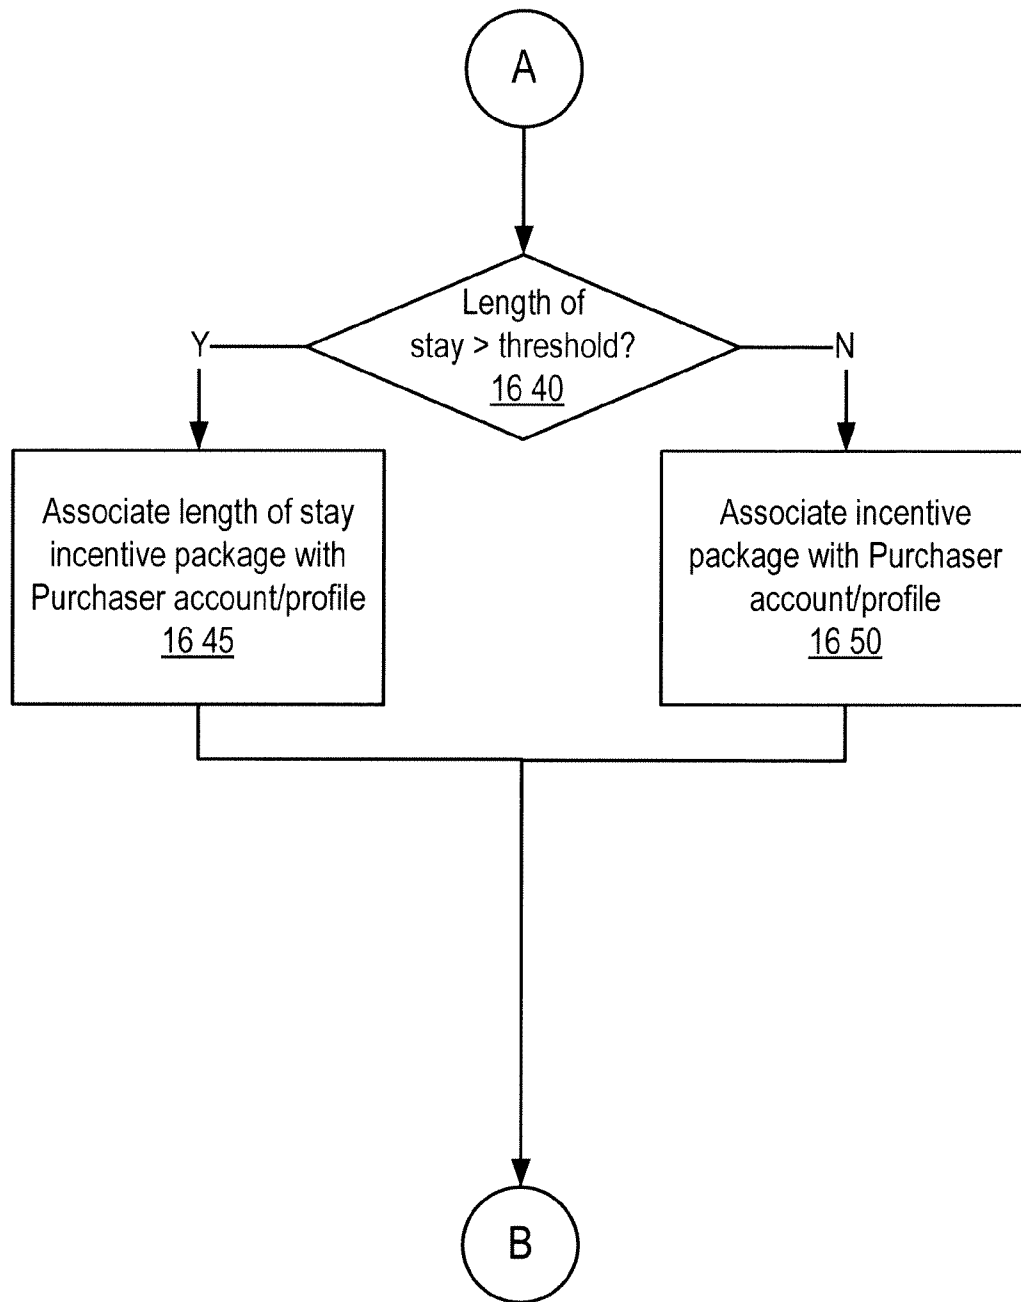 A
Length of
stay > threshold?
16 40
Y
N
Associate length of stay
incentive package with
Purchaser account/profile
16 45
Associate incentive
package with Purchaser
account/profile
16 50
B